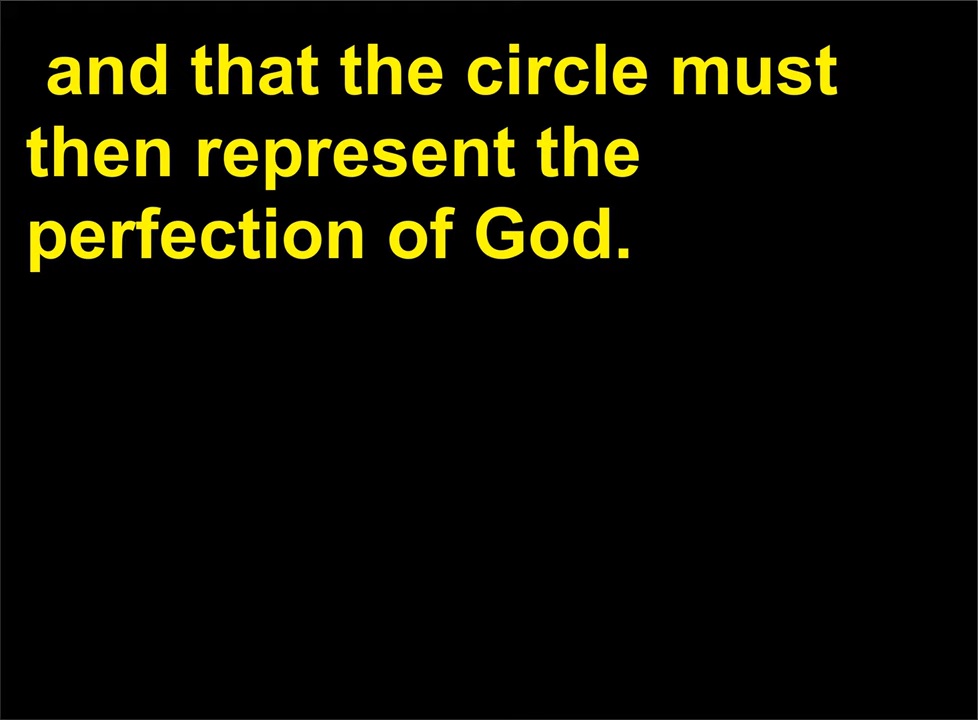 and that the circle must
then represent the
perfection of God.